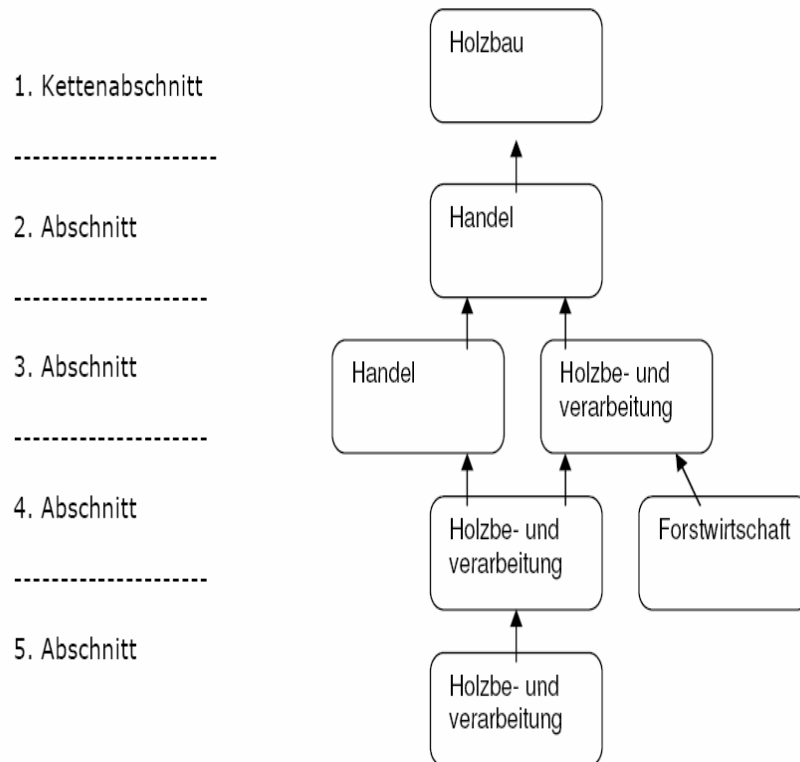 Holzbau
1. Kettenabschnitt
----------------------
2. Abschnitt
Handel
---------------------
3. Abschnitt
Handel
Holzbe- und
verarbeitung
---------------------
4. Abschnitt
Holzbe- und
verarbeitung
Forstwirtschaft
---------------------
5. Abschnitt
Holzbe- und
verarbeitung